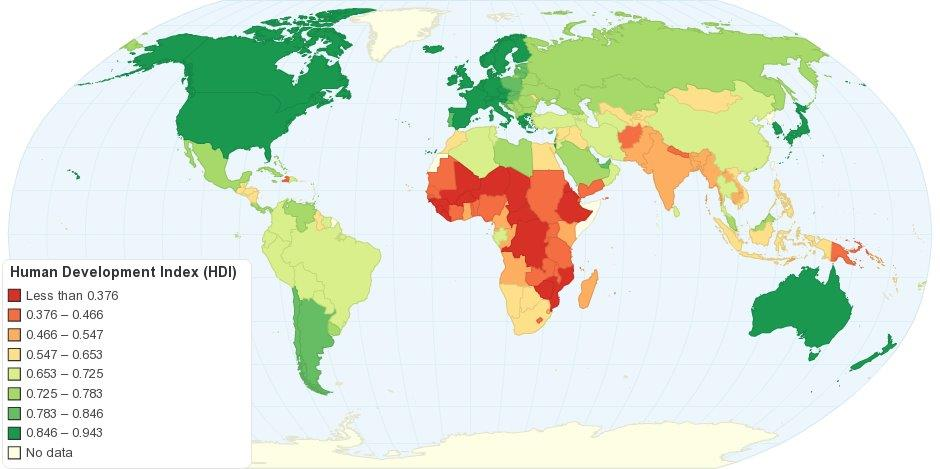 Human Development Index (HDI)
Less than 0.376
0.376 – 0.466
0.466 – 0.547
0.547 – 0.653
0.653 – 0.725
0.725 – 0.783
0.783 – 0.846
0.846 – 0.943
No data